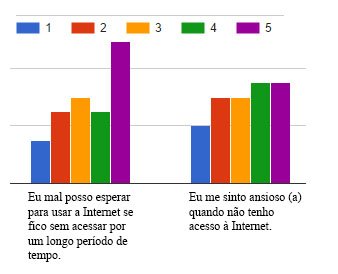 1 2 3 4 5
Eu mal posso esperar
para usar a Internet se
fico sem acessar por
um longo período de
tempo.
Eu me sinto ansioso (a)
quando não tenho
acesso à Internet.